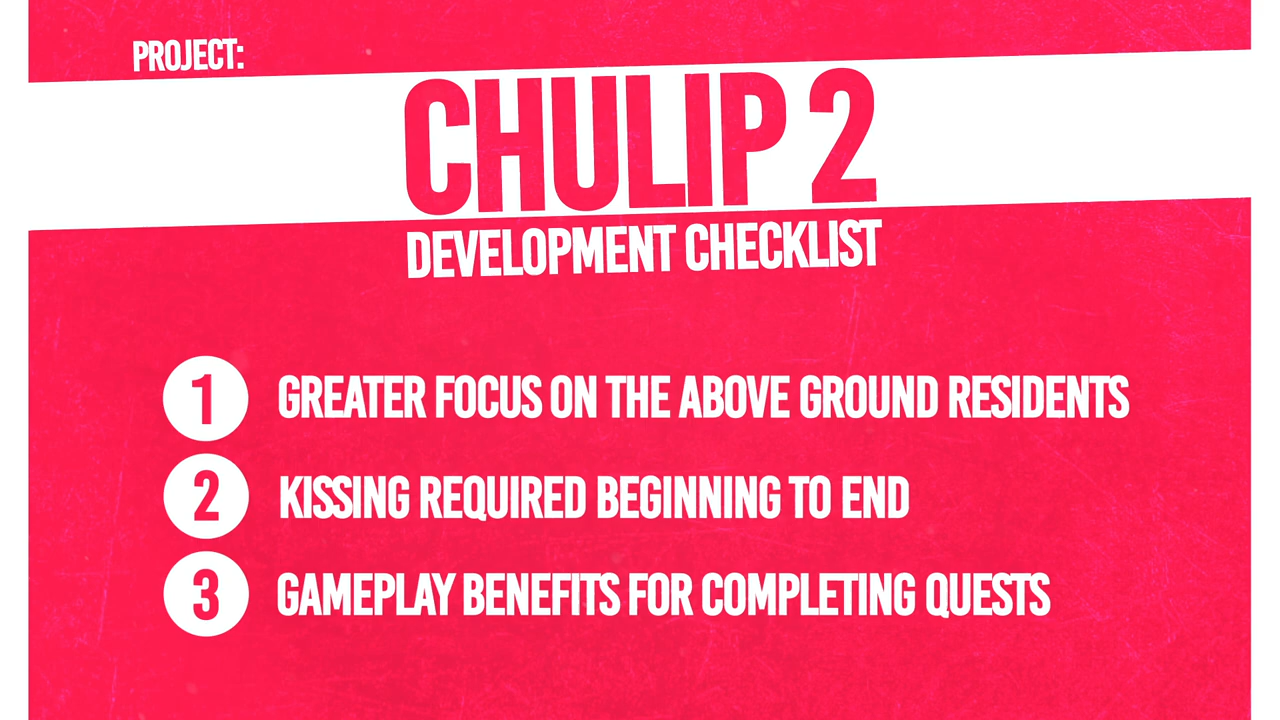 PROJECT:
CHULIP 2
DEVELOPMENT CHECKLIST
1 GREATER FOCUS ON THE ABOVE GROUND RESIDENTS
2 KISSING REQUIRED BEGINNING TO END
3 GAMEPLAY BENEFITS FOR COMPLETING QUESTS